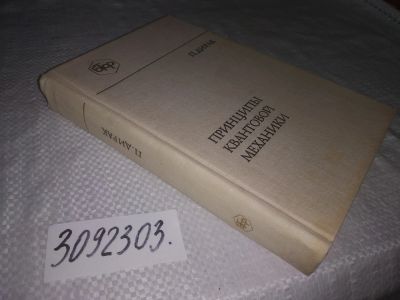 П. ДИРАК
ПРИНЦИПЫ
КВАНТОВОЙ
МЕХАНИКИ
П. ДИРАК
3092303.